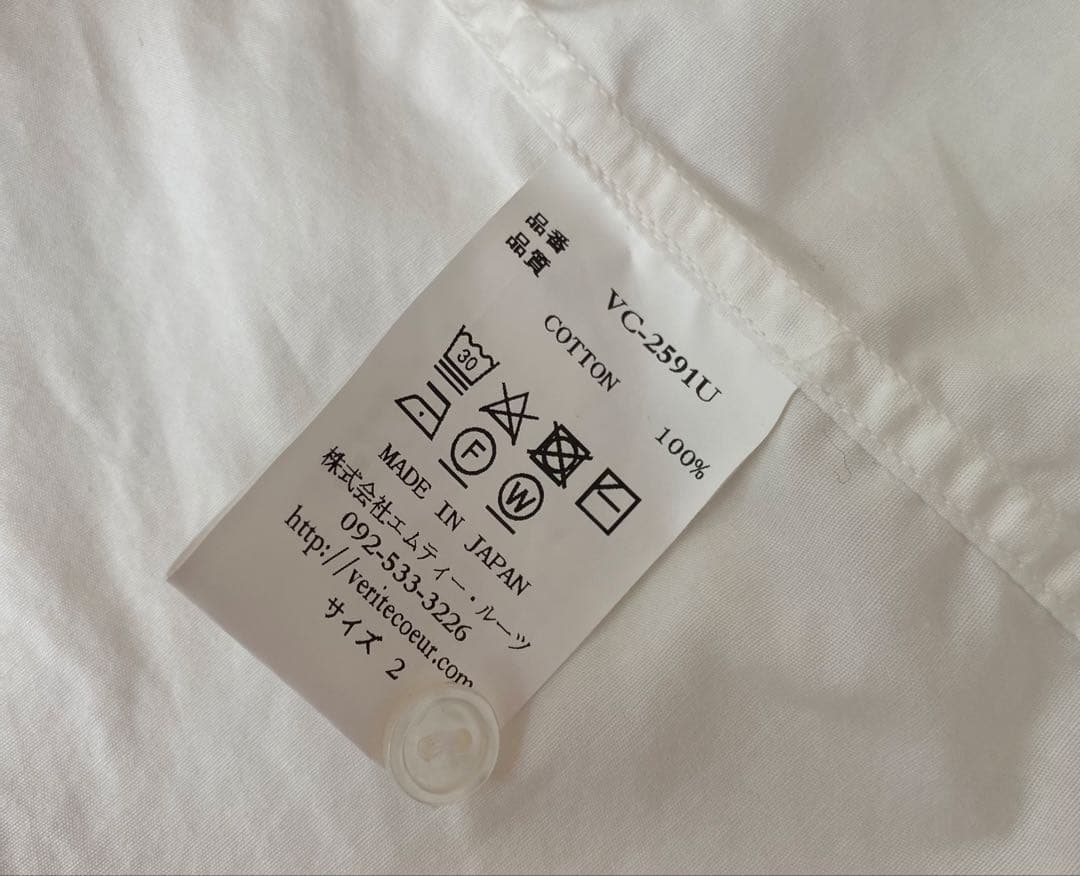 品番 VC-2591U
品質 COTTON 100%
30
F W
MADE IN JAPAN
株式会社エムティー・ルーツ
092-533-3226
http://veritecoeur.com
サイズ 2